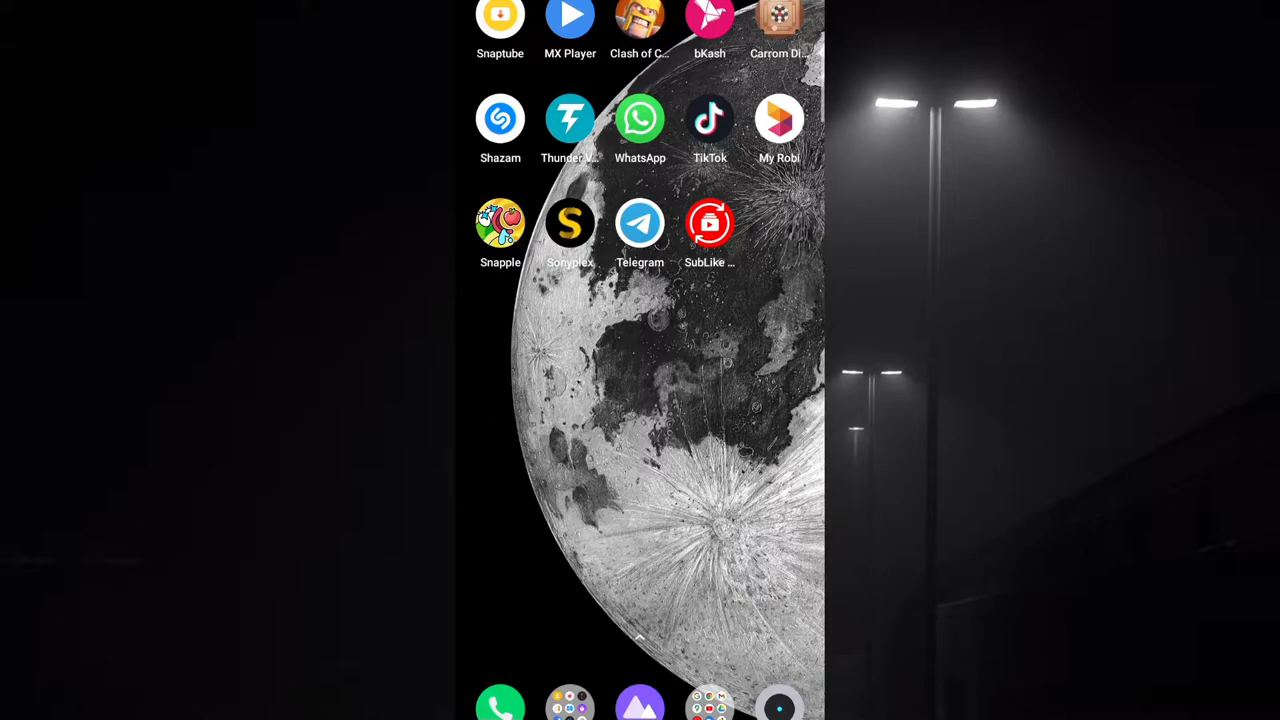 Snaptube MX Player Clash of C... bKash Carrom Di...
Shazam Thunder V... WhatsApp TikTok My Robi
Snapple Sonyplex Telegram SubLike ...